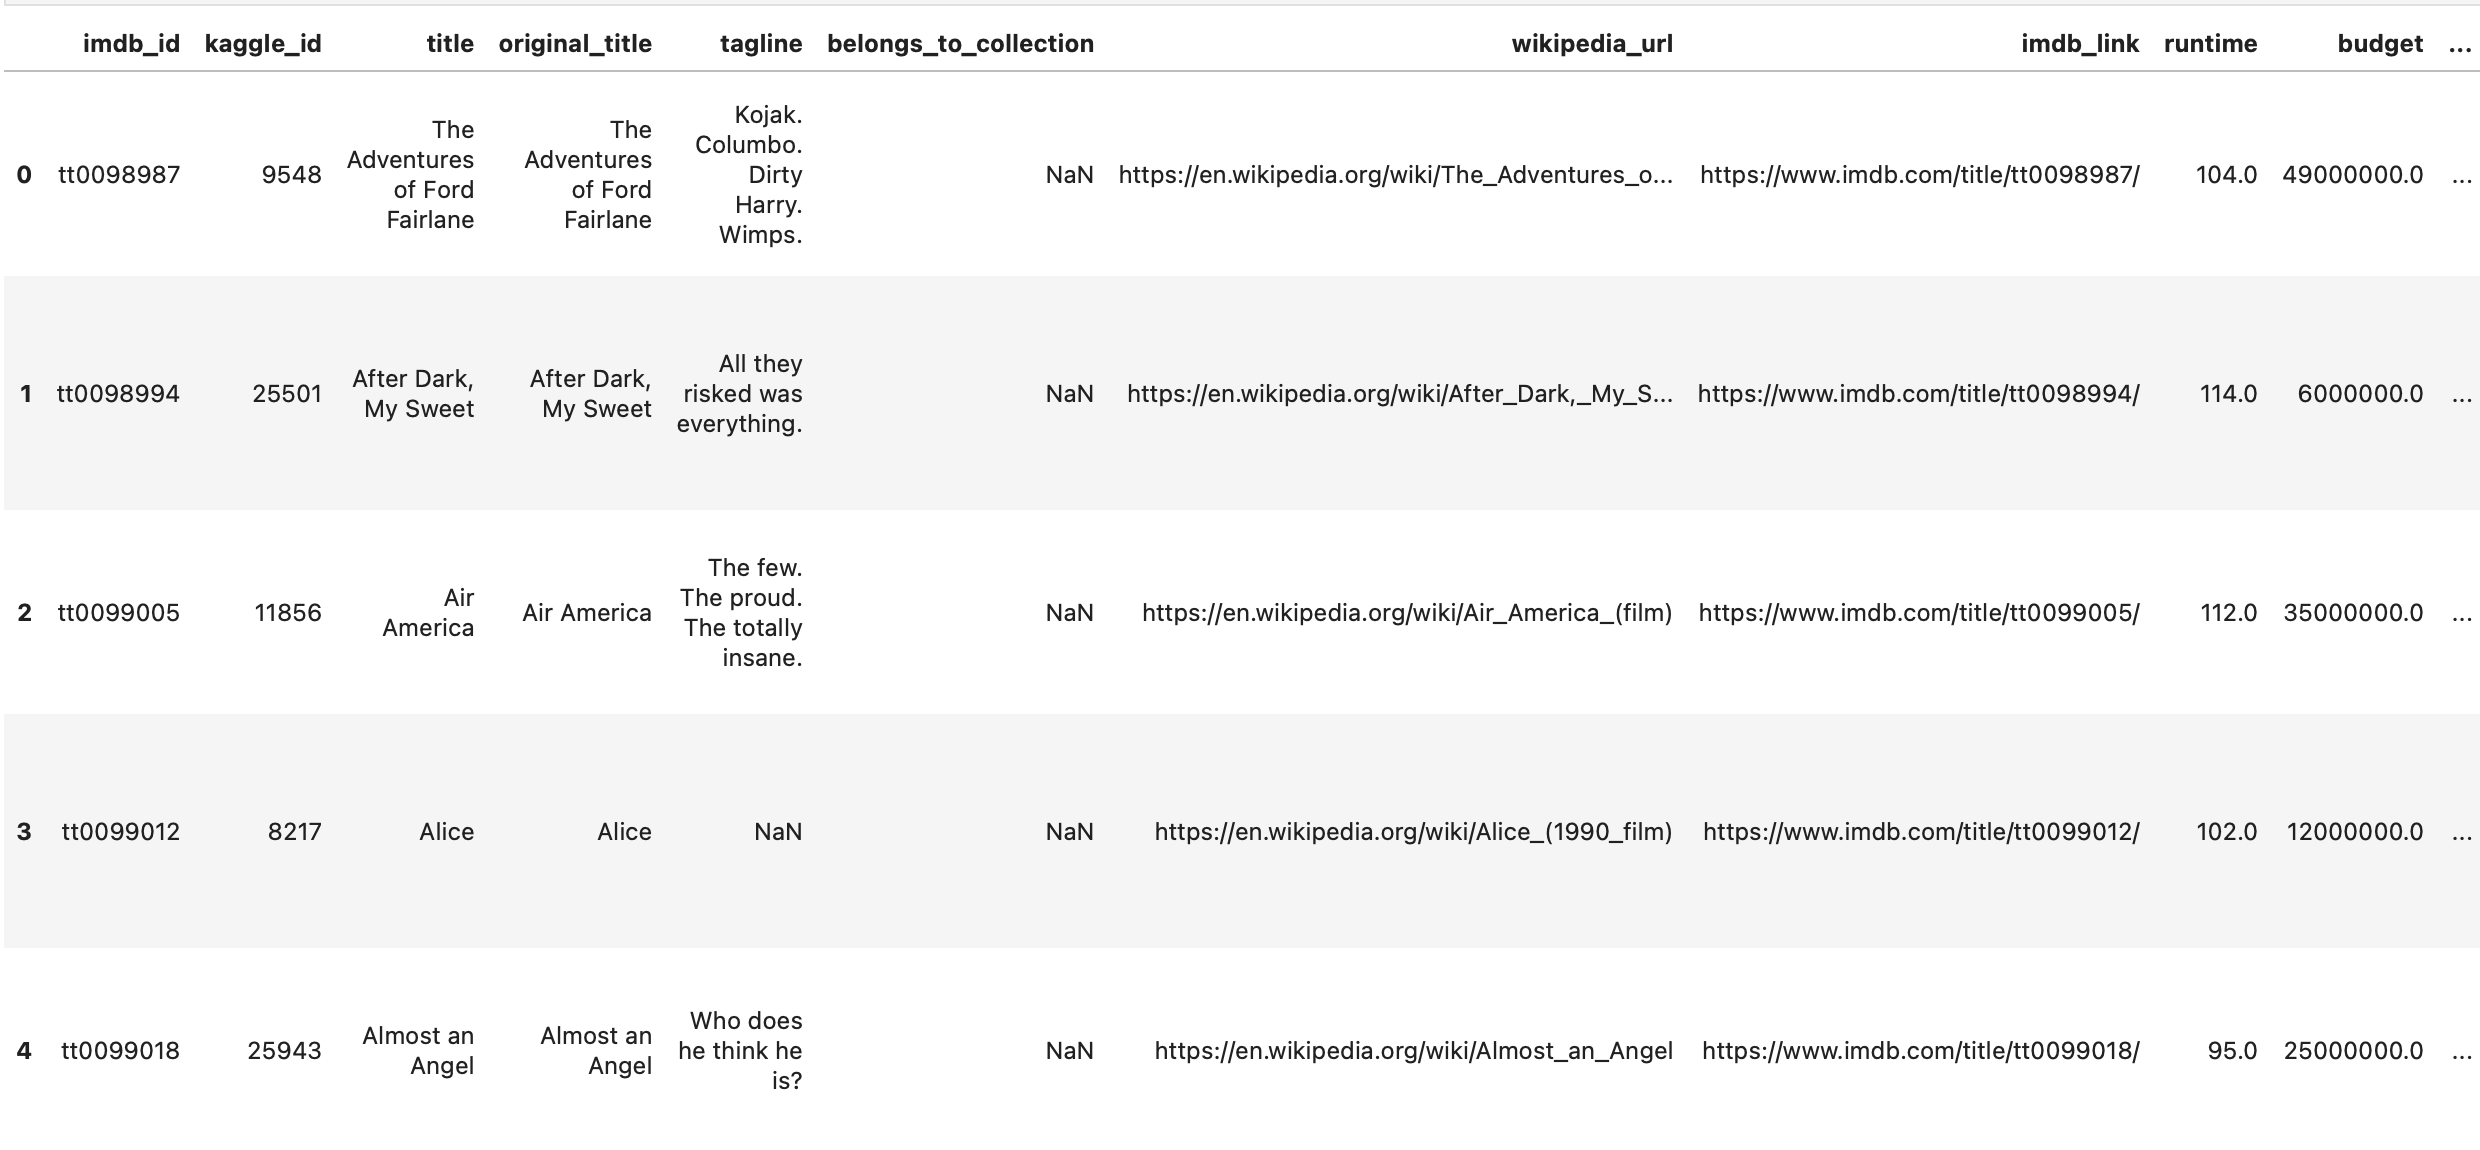 imdb_id kaggle_id title original_title tagline belongs_to_collection wikipedia_url imdb_link runtime budget ...
0 tt0098987 9548 The Adventures of Ford Fairlane The Adventures of Ford Fairlane Kojak. Columbo. Dirty Harry. Wimps. NaN https://en.wikipedia.org/wiki/The_Adventures_o... https://www.imdb.com/title/tt0098987/ 104.0 49000000.0 ...
1 tt0098994 25501 After Dark, My Sweet After Dark, My Sweet All they risked was everything. NaN https://en.wikipedia.org/wiki/After_Dark,_My_S... https://www.imdb.com/title/tt0098994/ 114.0 6000000.0 ...
2 tt0099005 11856 Air America Air America The few. The proud. The totally insane. NaN https://en.wikipedia.org/wiki/Air_America_(film) https://www.imdb.com/title/tt0099005/ 112.0 35000000.0 ...
3 tt0099012 8217 Alice Alice NaN NaN https://en.wikipedia.org/wiki/Alice_(1990_film) https://www.imdb.com/title/tt0099012/ 102.0 12000000.0 ...
4 tt0099018 25943 Almost an Angel Almost an Angel Who does he think he is? NaN https://en.wikipedia.org/wiki/Almost_an_Angel https://www.imdb.com/title/tt0099018/ 95.0 25000000.0 ...